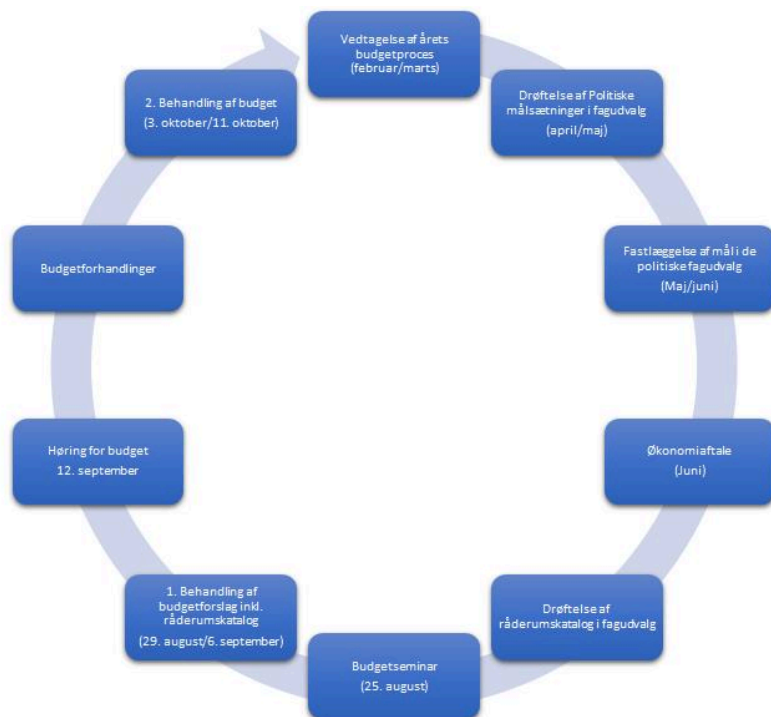 Vedtagelse af årets
budgetproces
(februar/marts)
Drøftelse af Politiske
målsætninger i fagudvalg
(april/maj)
Fastlæggelse af mål i de
politiske fagudvalg
(Maj/juni)
Økonomiaftale
(Juni)
Drøftelse af
råderumskatalog i fagudvalg
Budgetseminar
(25. august)
1. Behandling af
budgetforslag inkl.
råderumskatalog
(29. august/6. september)
Høring for budget
12. september
Budgetforhandlinger
2. Behandling af budget
(3. oktober/11. oktober)